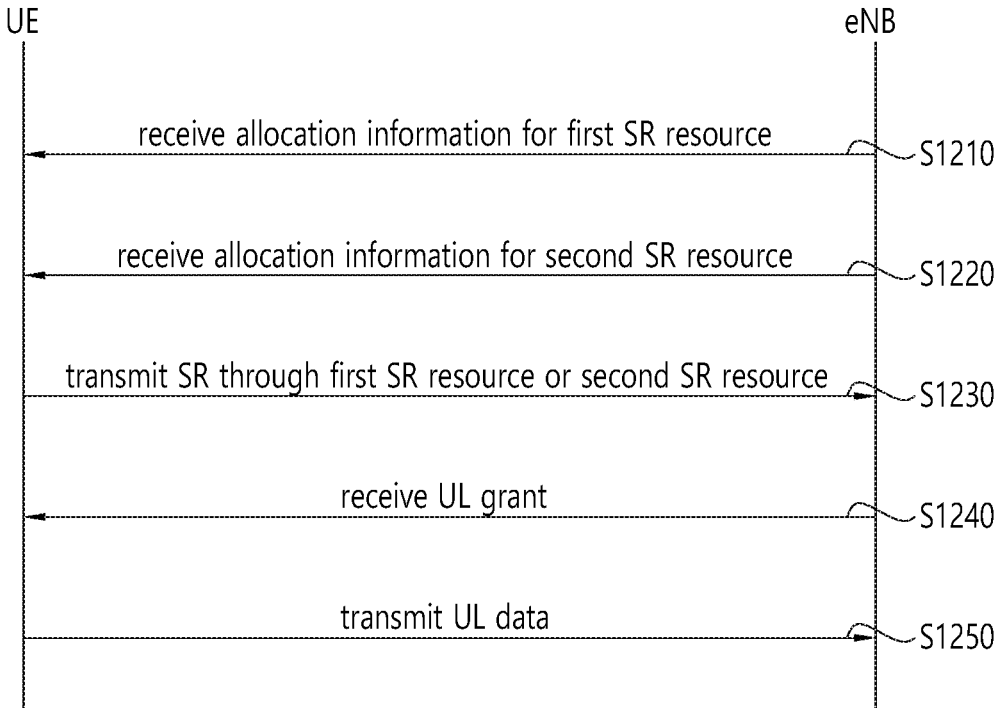 UE
eNB
receive allocation information for first SR resource
S1210
receive allocation information for second SR resource
S1220
transmit SR through first SR resource or second SR resource
S1230
receive UL grant
S1240
transmit UL data
S1250